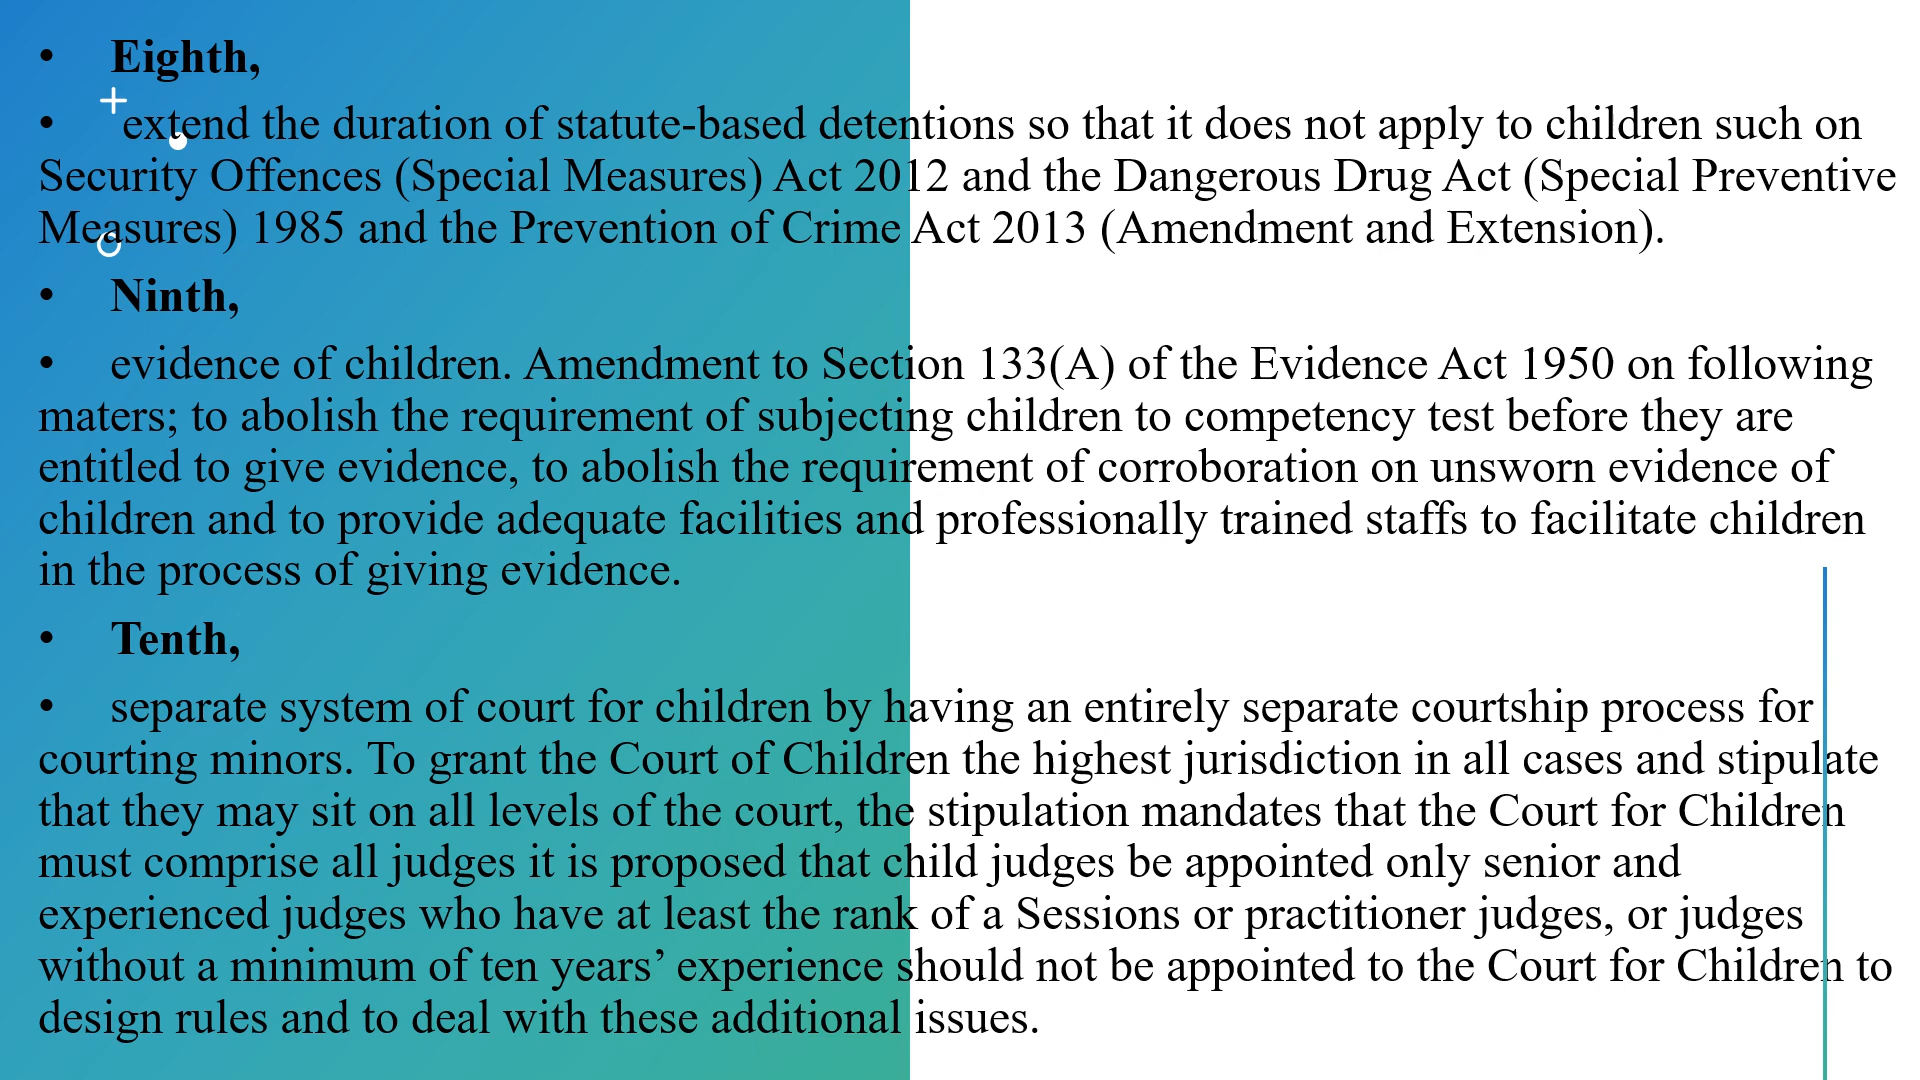 • Eighth,
• extend the duration of statute-based detentions so that it does not apply to children such on
Security Offences (Special Measures) Act 2012 and the Dangerous Drug Act (Special Preventive
Measures) 1985 and the Prevention of Crime Act 2013 (Amendment and Extension).
• Ninth,
• evidence of children. Amendment to Section 133(A) of the Evidence Act 1950 on following
maters; to abolish the requirement of subjecting children to competency test before they are
entitled to give evidence, to abolish the requirement of corroboration on unsworn evidence of
children and to provide adequate facilities and professionally trained staffs to facilitate children
in the process of giving evidence.
• Tenth,
• separate system of court for children by having an entirely separate courtship process for
courting minors. To grant the Court of Children the highest jurisdiction in all cases and stipulate
that they may sit on all levels of the court, the stipulation mandates that the Court for Children
must comprise all judges it is proposed that child judges be appointed only senior and
experienced judges who have at least the rank of a Sessions or practitioner judges, or judges
without a minimum of ten years’ experience should not be appointed to the Court for Children to
design rules and to deal with these additional issues.